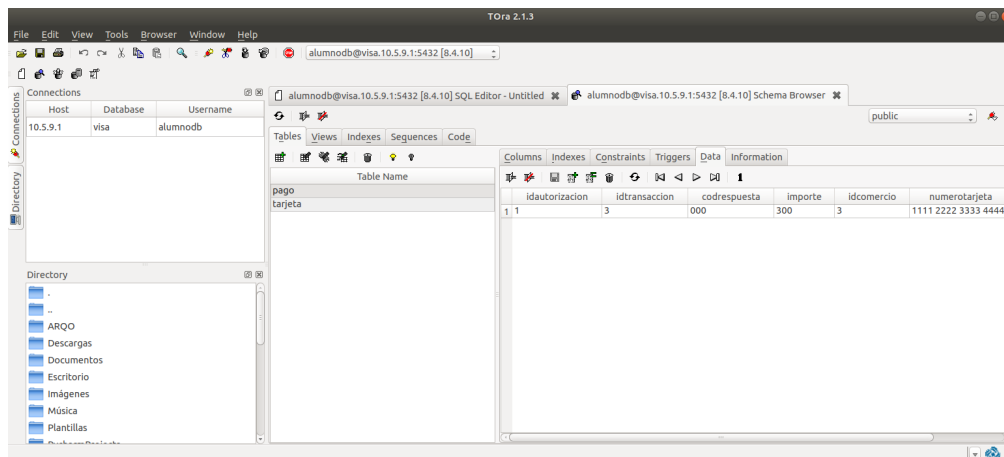 TOra 2.1.3
File Edit View Tools Browser Window Help
alumnodb@visa.10.5.9.1:5432 [8.4.10]
Connections
Directory
Connections
Host Database Username
10.5.9.1 visa alumnodb
Directory
.
..
ARQO
Descargas
Documentos
Escritorio
Imágenes
Música
Plantillas
alumnodb@visa.10.5.9.1:5432 [8.4.10] SQL Editor - Untitled
alumnodb@visa.10.5.9.1:5432 [8.4.10] Schema Browser
public
Tables Views Indexes Sequences Code
Table Name
pago
tarjeta
Columns Indexes Constraints Triggers Data Information
1
idautorizacion idtransaccion codrespuesta importe idcomercio numerotarjeta
1 1 3 000 300 3 1111 2222 3333 4444